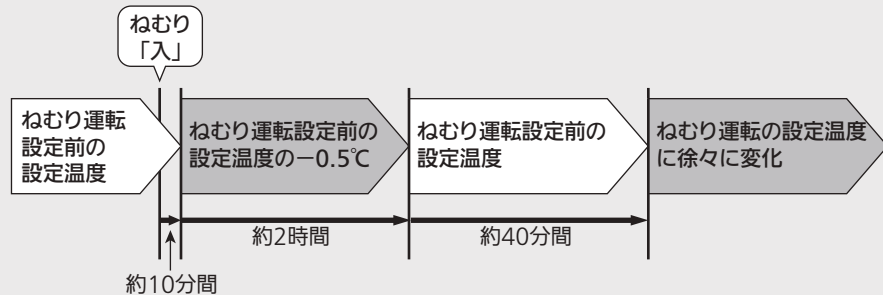 ねむり
「入」
ねむり運転
設定前の
設定温度
ねむり運転設定前の
設定温度の－0.5℃
ねむり運転設定前の
設定温度
ねむり運転の設定温度
に徐々に変化
約2時間
約40分間
約10分間